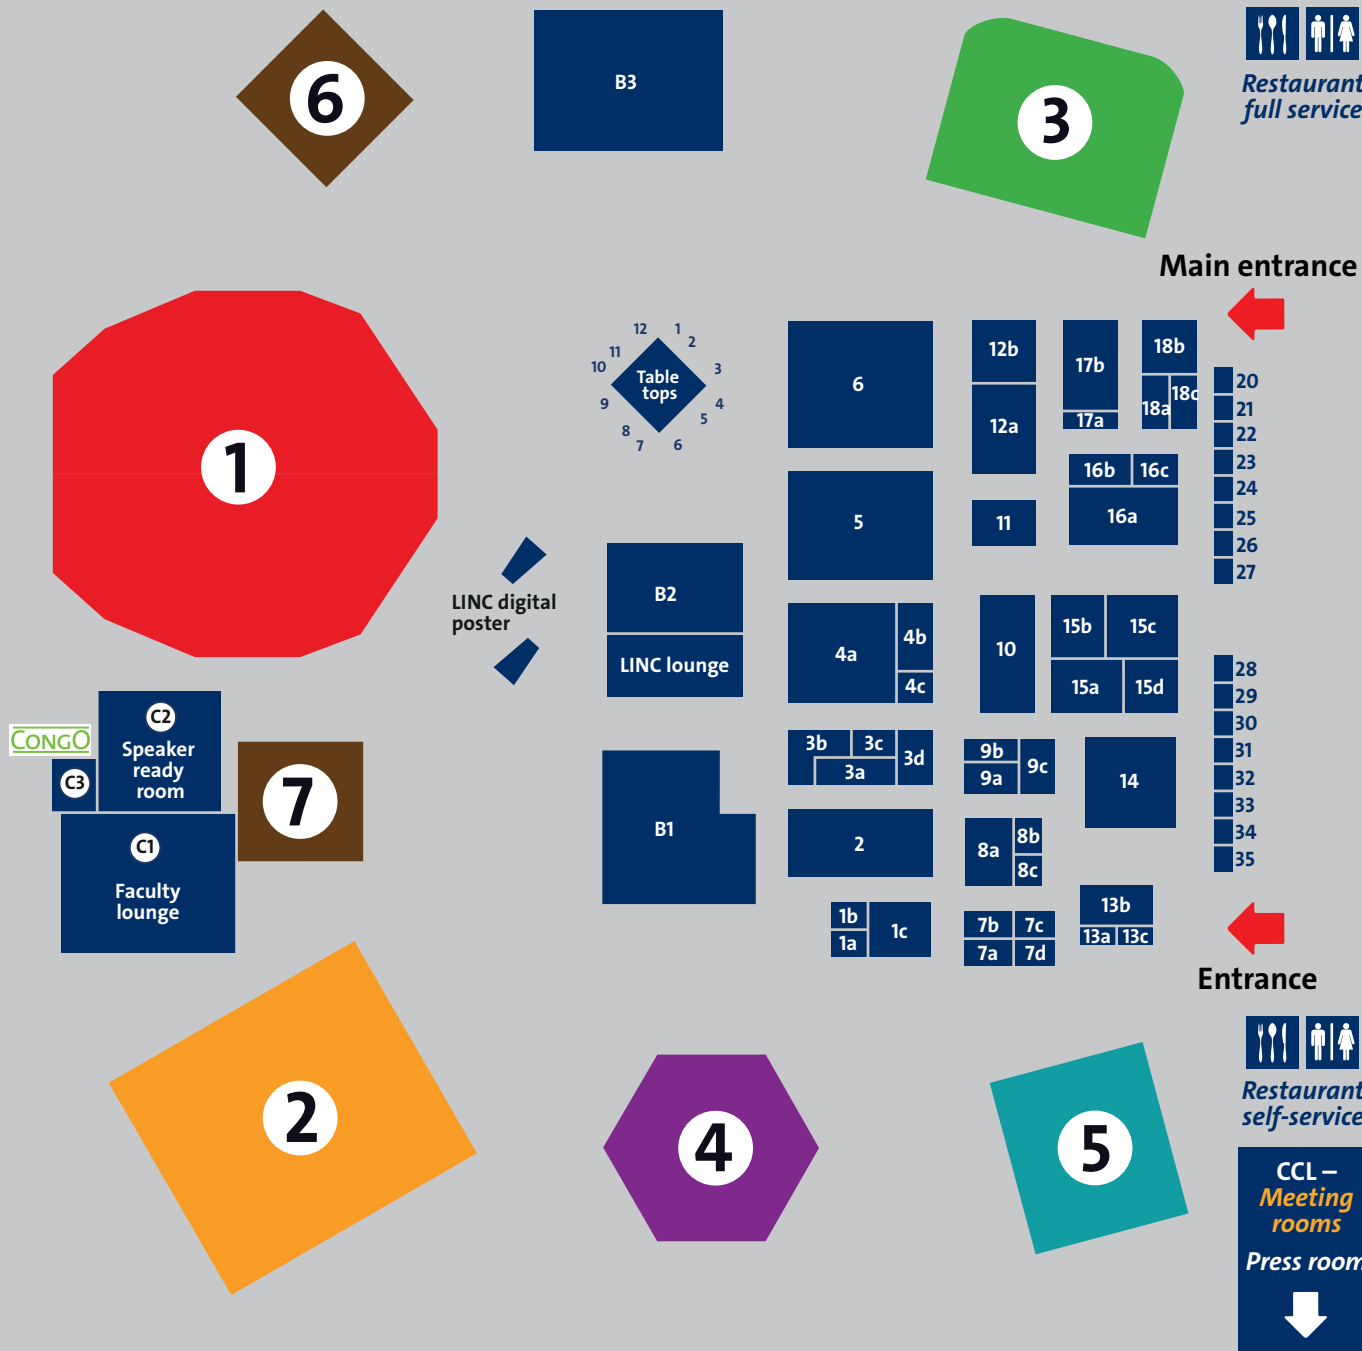 6
B3
3
Restaurant
full service
Main entrance
1
12
1
2
3
4
5
6
7
8
9
10
11
Table
tops
6
5
12b
12a
11
17b
17a
18b
18a
18c
16b
16c
16a
20
21
22
23
24
25
26
27
LINC digital
poster
B2
LINC lounge
4a
4b
4c
10
15b
15c
15a
15d
28
29
30
31
32
33
34
35
CONGO
C2
Speaker
ready
room
C3
7
C1
Faculty
lounge
B1
3b
3c
3d
3a
2
9b
9a
9c
14
8a
8b
8c
1b
1a
1c
7b
7c
7a
7d
13b
13a
13c
Entrance
2
4
5
Restaurant
self-service
CCL –
Meeting
rooms
Press room